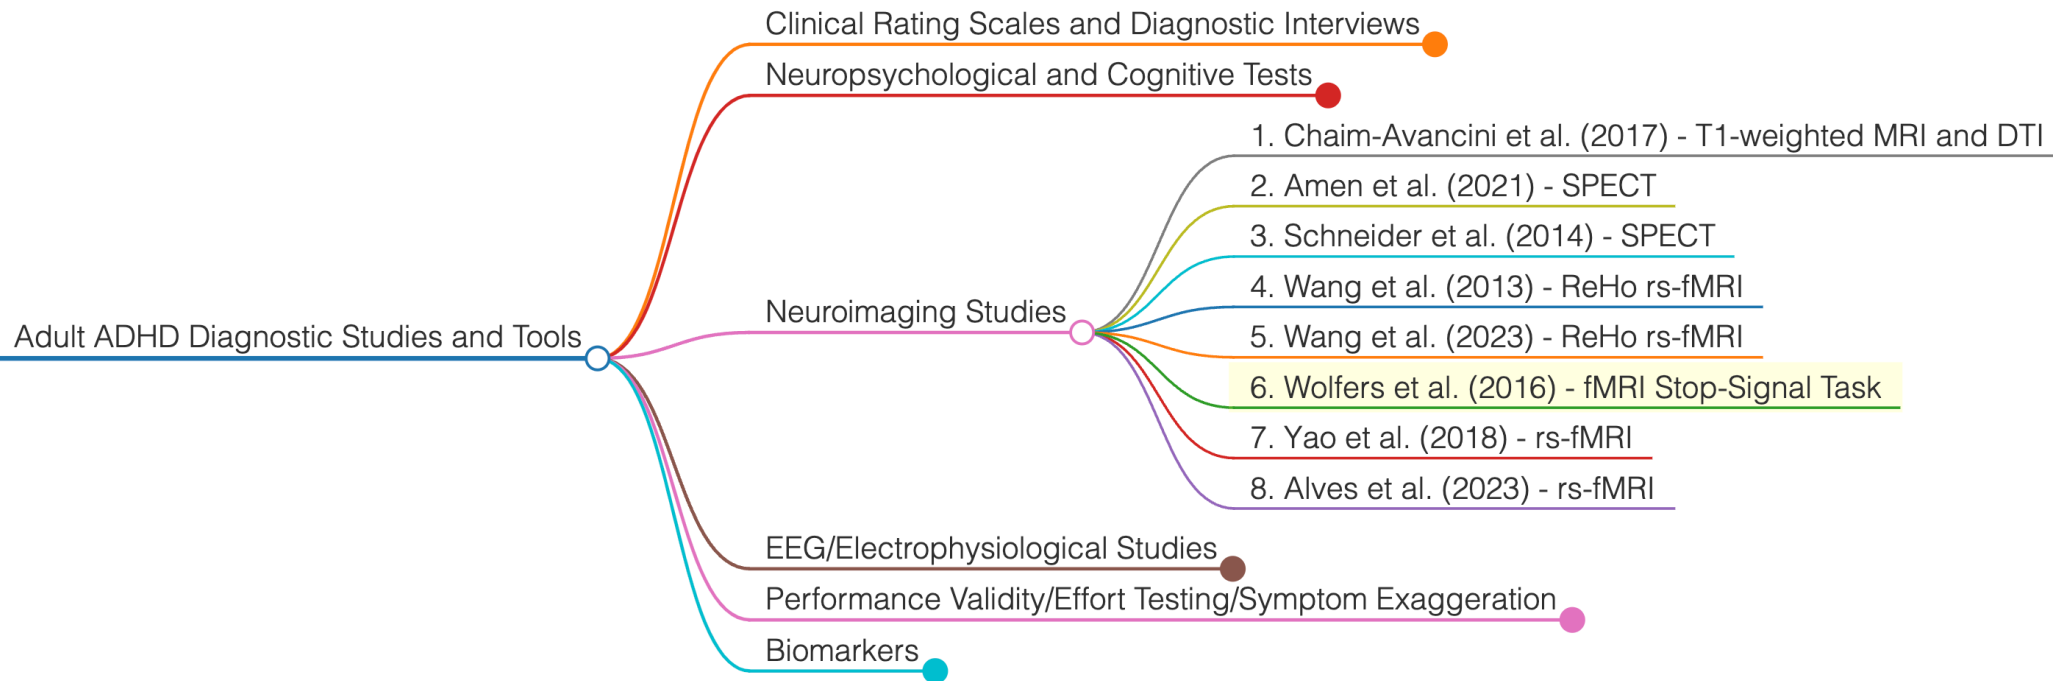 Clinical Rating Scales and Diagnostic Interviews
Neuropsychological and Cognitive Tests
1. Chaim-Avancini et al. (2017) - T1-weighted MRI and DTI
2. Amen et al. (2021) - SPECT
3. Schneider et al. (2014) - SPECT
4. Wang et al. (2013) - ReHo rs-fMRI
Neuroimaging Studies
5. Wang et al. (2023) - ReHo rs-fMRI
Adult ADHD Diagnostic Studies and Tools
6. Wolfers et al. (2016) - fMRI Stop-Signal Task
7. Yao et al. (2018) - rs-fMRI
8. Alves et al. (2023) - rs-fMRI
EEG/Electrophysiological Studies
Performance Validity/Effort Testing/Symptom Exaggeration
Biomarkers